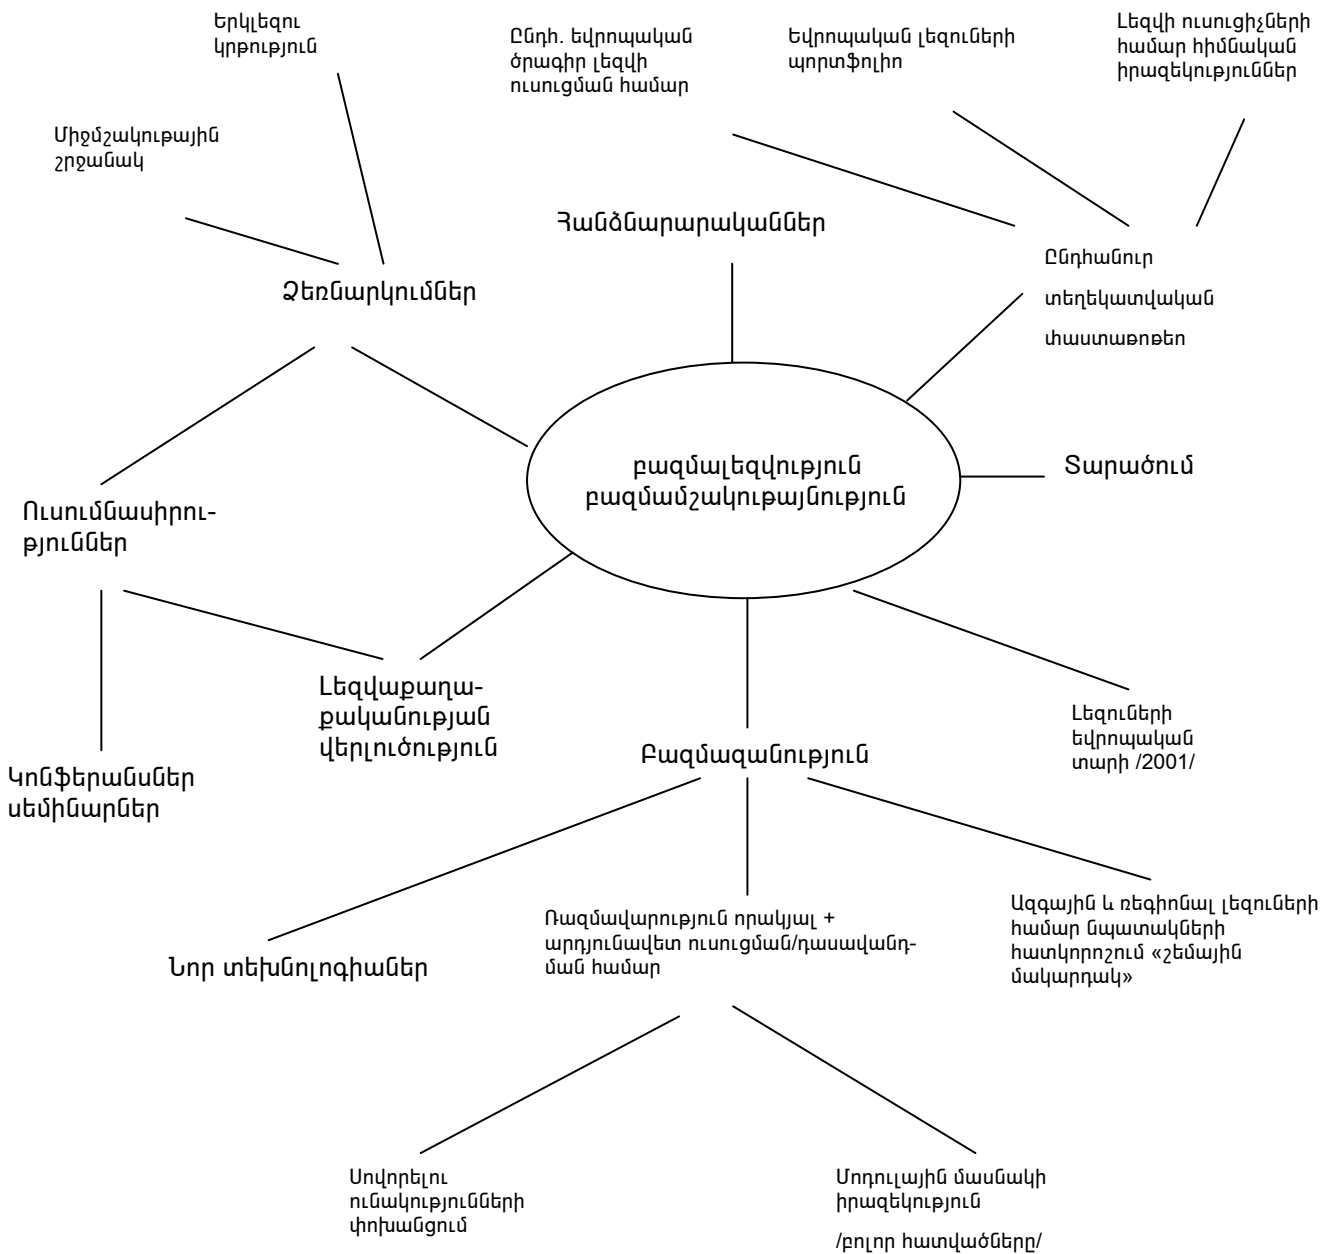 Երկլեզու
կրթություն
Ընդհ. եվրոպական
ծրագիր լեզվի
ուսուցման համար
Եվրոպական լեզուների
պորտֆոլիո
Լեզվի ուսուցիչների
համար հիմնական
իրազեկություններ
Միջմշակութային
շրջանակ
Հանձնարարականներ
Ձեռնարկումներ
Ընդհանուր
տեղեկատվական
փաստաթղթեր
բազմալեզվություն
բազմամշակութայնություն
Տարածում
Ուսումնասիրու-
թյուններ
Լեզվաքաղա-
քականության
վերլուծություն
Բազմազանություն
Լեզուների
եվրոպական
տարի /2001/
Կոնֆերանսներ
սեմինարներ
Նոր տեխնոլոգիաներ
Ռազմավարություն որակյալ +
արդյունավետ ուսուցման/դասավանդ-
ման համար
Ազգային և ռեգիոնալ լեզուների
համար նպատակների
հատկորոշում «շեմային
մակարդակ»
Սովորելու
ունակությունների
փոխանցում
Մոդուլային մասնակի
իրազեկություն
/բոլոր հատվածները/